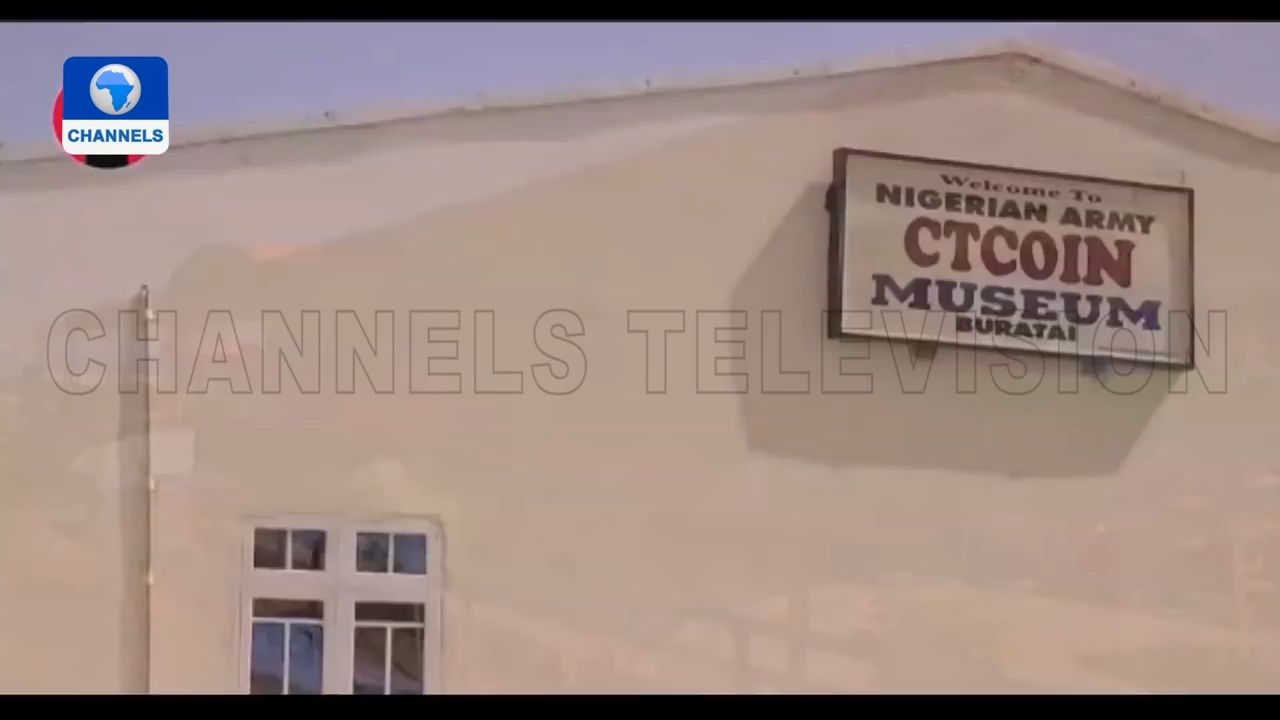 CHANNELS
Welcome To
NIGERIAN ARMY
CTCOIN
MUSEUM
BURATAI
CHANNELS TELEVISION